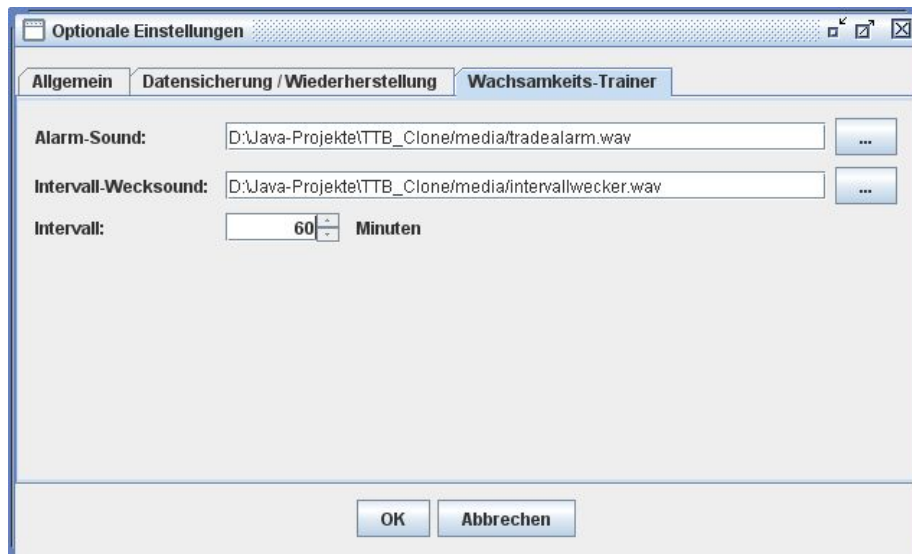 Optionale Einstellungen
Allgemein Datensicherung / Wiederherstellung Wachsamkeits-Trainer
Alarm-Sound: D:\Java-Projekte\TTB_Clone/media/tradealarm.wav ...
Intervall-Wecksound: D:\Java-Projekte\TTB_Clone/media/intervallwecker.wav ...
Intervall: 60 Minuten
OK Abbrechen